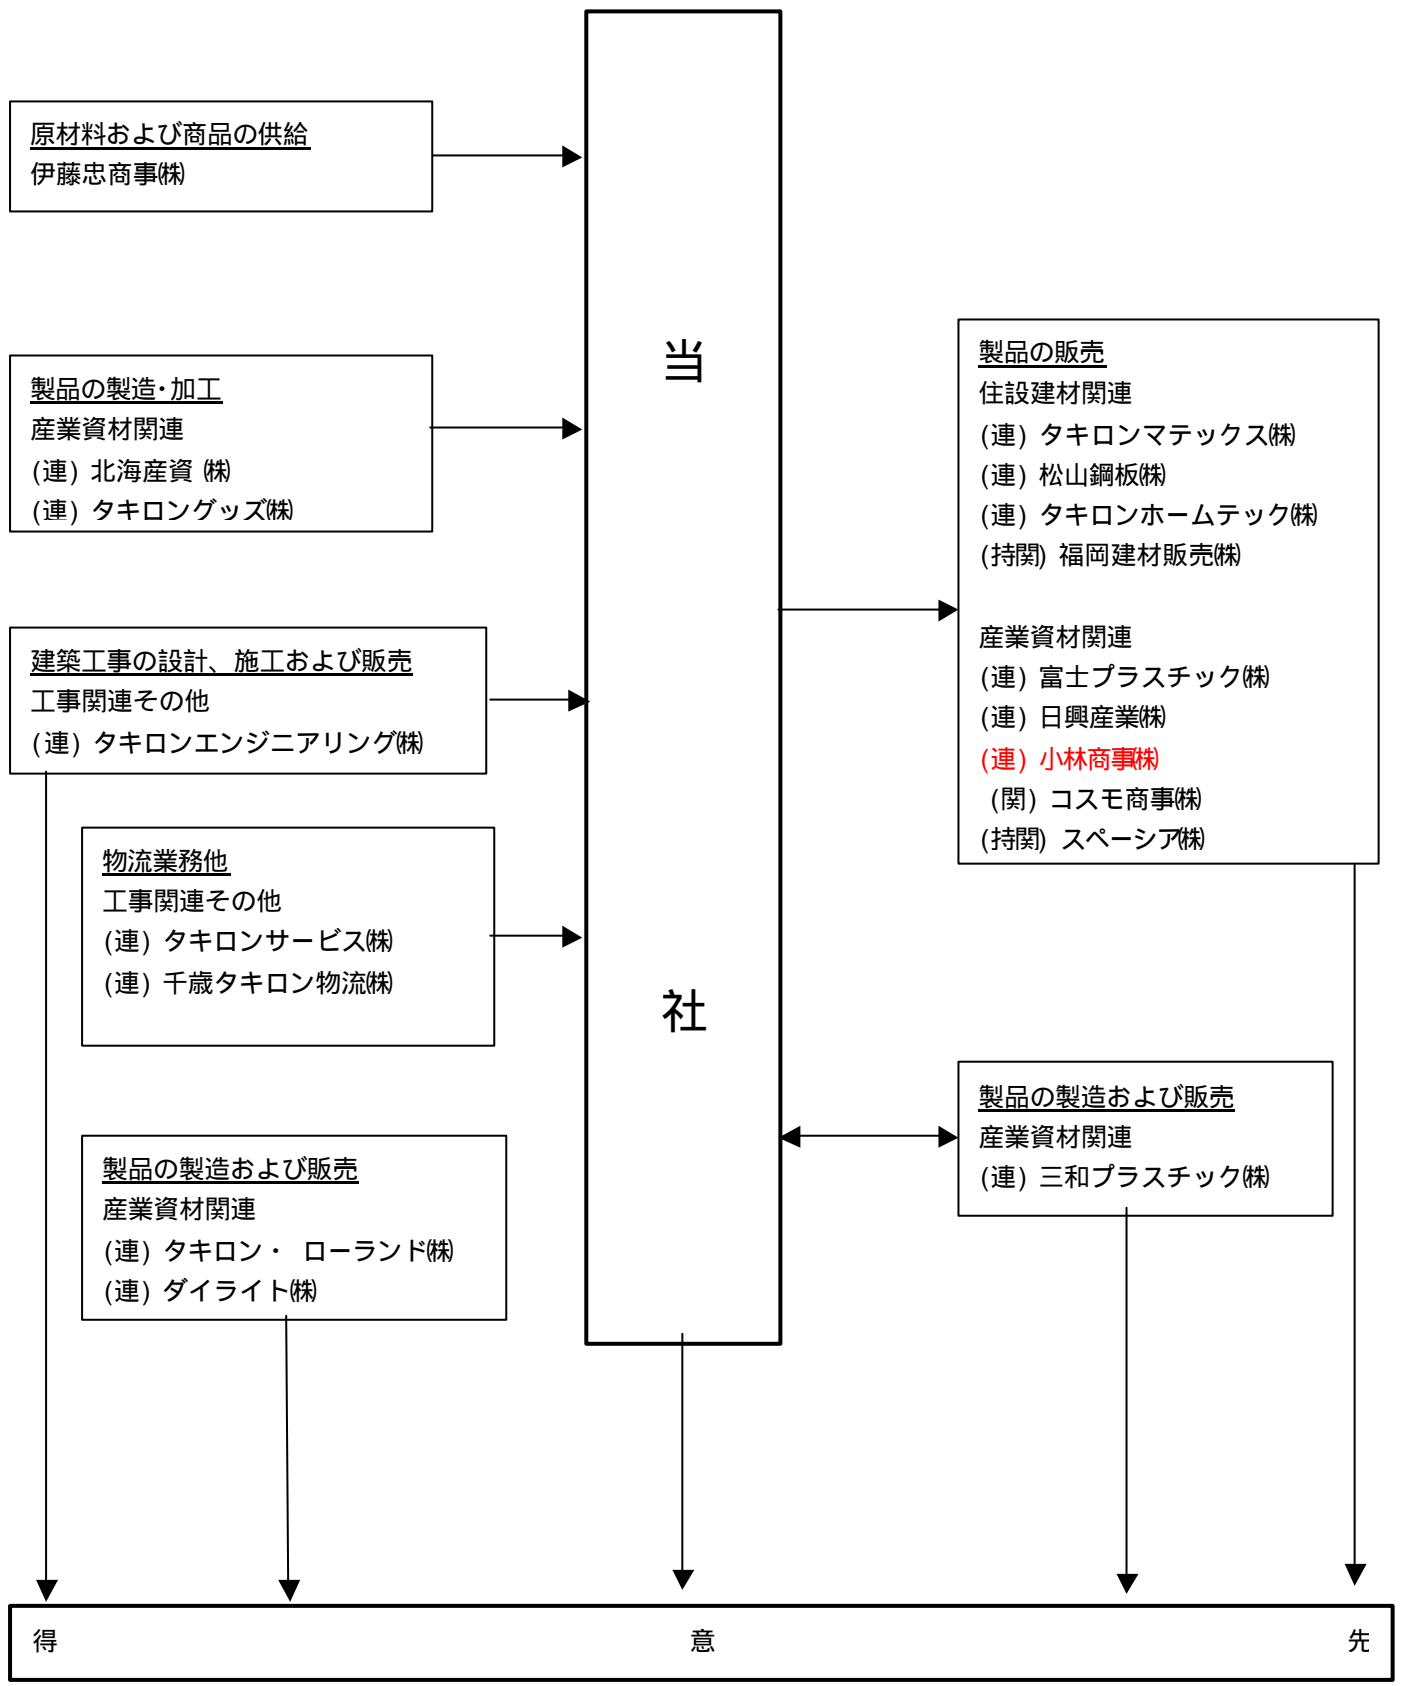 原材料および商品の供給
伊藤忠商事㈱
製品の製造・加工
産業資材関連
(連) 北海産資 ㈱
(連) タキロングッズ㈱
建築工事の設計、施工および販売
工事関連その他
(連) タキロンエンジニアリング㈱
物流業務他
工事関連その他
(連) タキロンサービス㈱
(連) 千歳タキロン物流㈱
製品の製造および販売
産業資材関連
(連) タキロン・ ローランド㈱
(連) ダイライト㈱
当
社
製品の販売
住設建材関連
(連) タキロンマテックス㈱
(連) 松山鋼板㈱
(連) タキロンホームテック㈱
(持関) 福岡建材販売㈱
産業資材関連
(連) 富士プラスチック㈱
(連) 日興産業㈱
(連) 小林商事㈱
(関) コスモ商事㈱
(持関) スペーシア㈱
製品の製造および販売
産業資材関連
(連) 三和プラスチック㈱
得 意 先